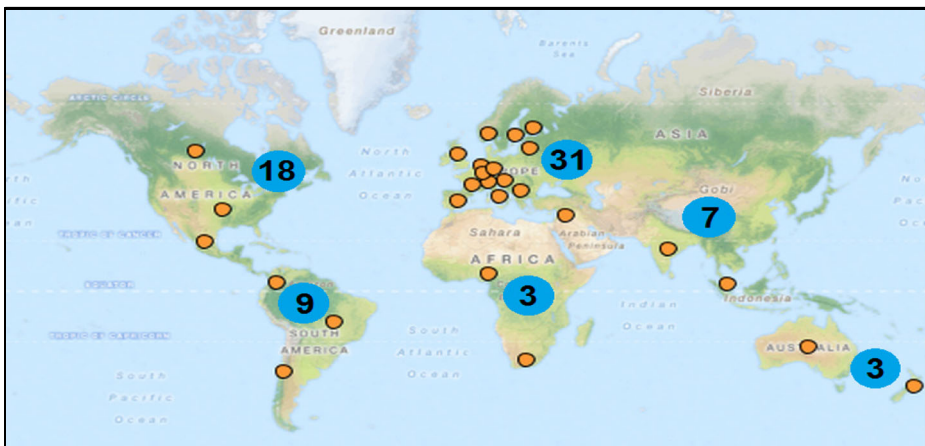 Greenland
Barents
Sea
Siberia
ARCTIC CIRCLE
ASIA
NORTH
AMERICA
18
North
Atlantic
Ocean
31
OPE
Gobi
7
TROPIC OF CANCER
Sahara
Arabian
Peninsula
AFRICA
EQUATOR
9
3
Indian
Ocean
Indonesia
TROPIC OF CAPRICORN
SOUTH
AMERICA
South
Atlantic
Ocean
AUSTRALIA
3
South
Pacific
Ocean